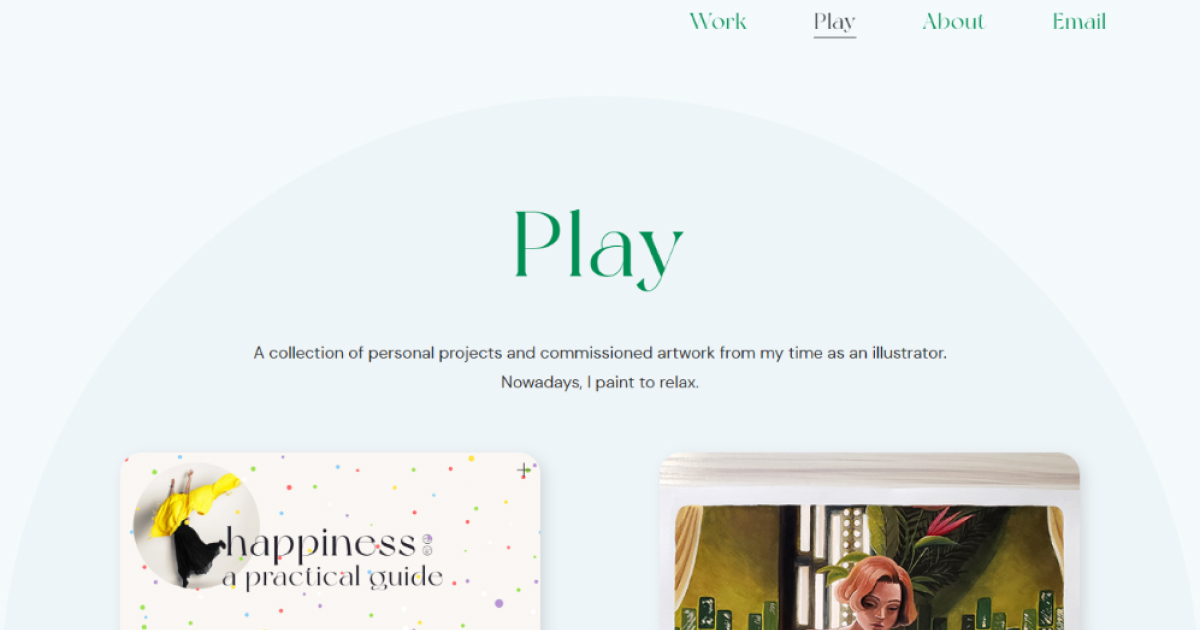 Work Play About Email
Play
A collection of personal projects and commissioned artwork from my time as an illustrator.
Nowadays, I paint to relax.
happiness
a practical guide